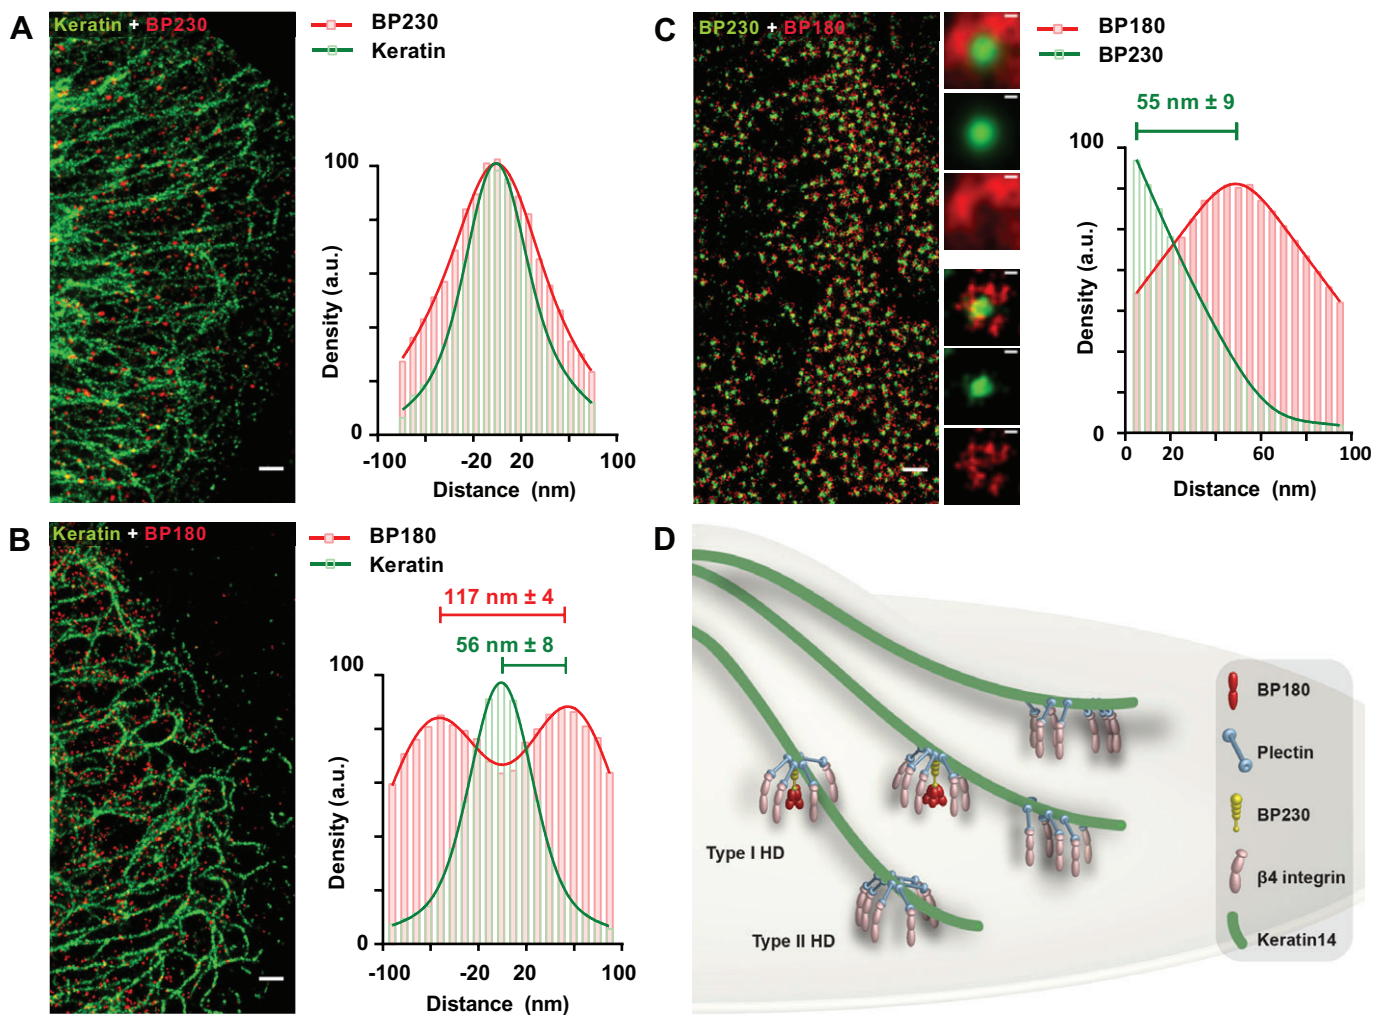 A
Keratin + BP230
BP230
Keratin
100
0
Density (a.u.)
-100 -20 20 100
Distance (nm)
B
Keratin + BP180
BP180
Keratin
117 nm ± 4
56 nm ± 8
100
0
Density (a.u.)
-100 -20 20 100
Distance (nm)
C
BP230 + BP180
BP180
BP230
55 nm ± 9
100
0
Density (a.u.)
0 20 60 100
Distance (nm)
D
Type I HD
Type II HD
BP180
Plectin
BP230
β4 integrin
Keratin14